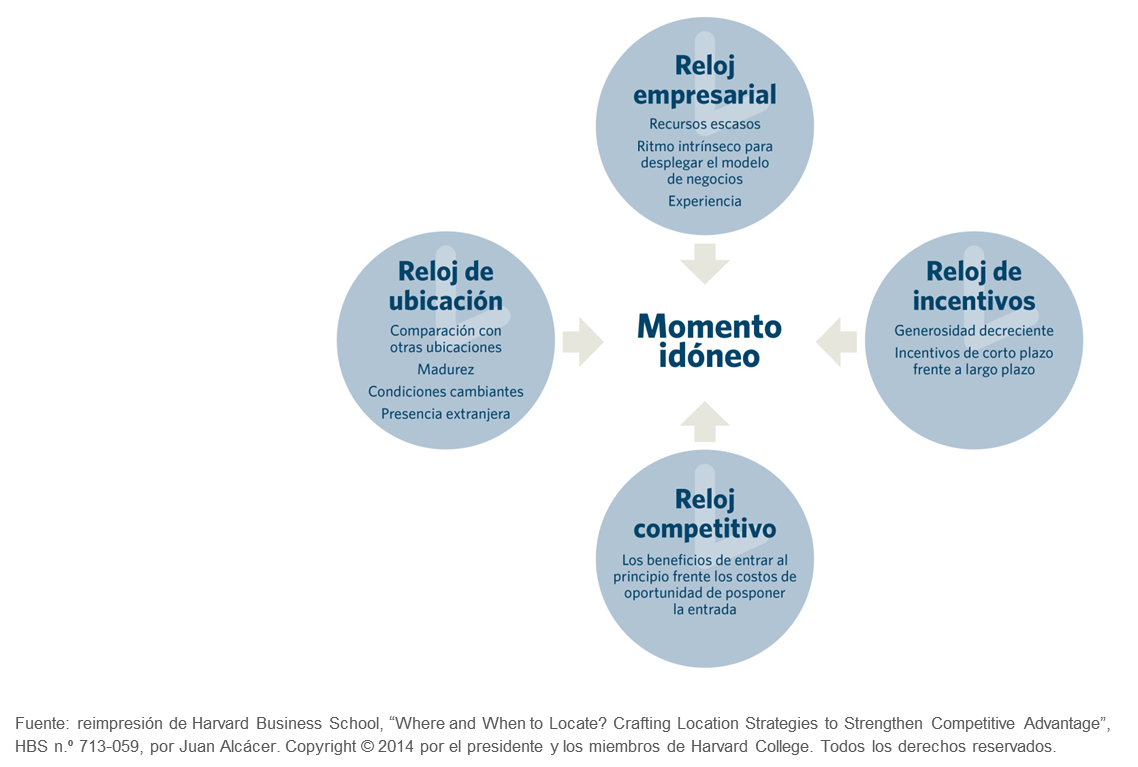 Reloj
empresarial
Recursos escasos
Ritmo intrínseco para
desplegar el modelo
de negocios
Experiencia
Reloj de
ubicación
Comparación con
otras ubicaciones
Madurez
Condiciones cambiantes
Presencia extranjera
Momento
idóneo
Reloj de
incentivos
Generosidad decreciente
Incentivos de corto plazo
frente a largo plazo
Reloj
competitivo
Los beneficios de entrar al
principio frente los costos de
oportunidad de posponer
la entrada
Fuente: reimpresión de Harvard Business School, “Where and When to Locate? Crafting Location Strategies to Strengthen Competitive Advantage”,
HBS n.º 713-059, por Juan Alcácer. Copyright © 2014 por el presidente y los miembros de Harvard College. Todos los derechos reservados.